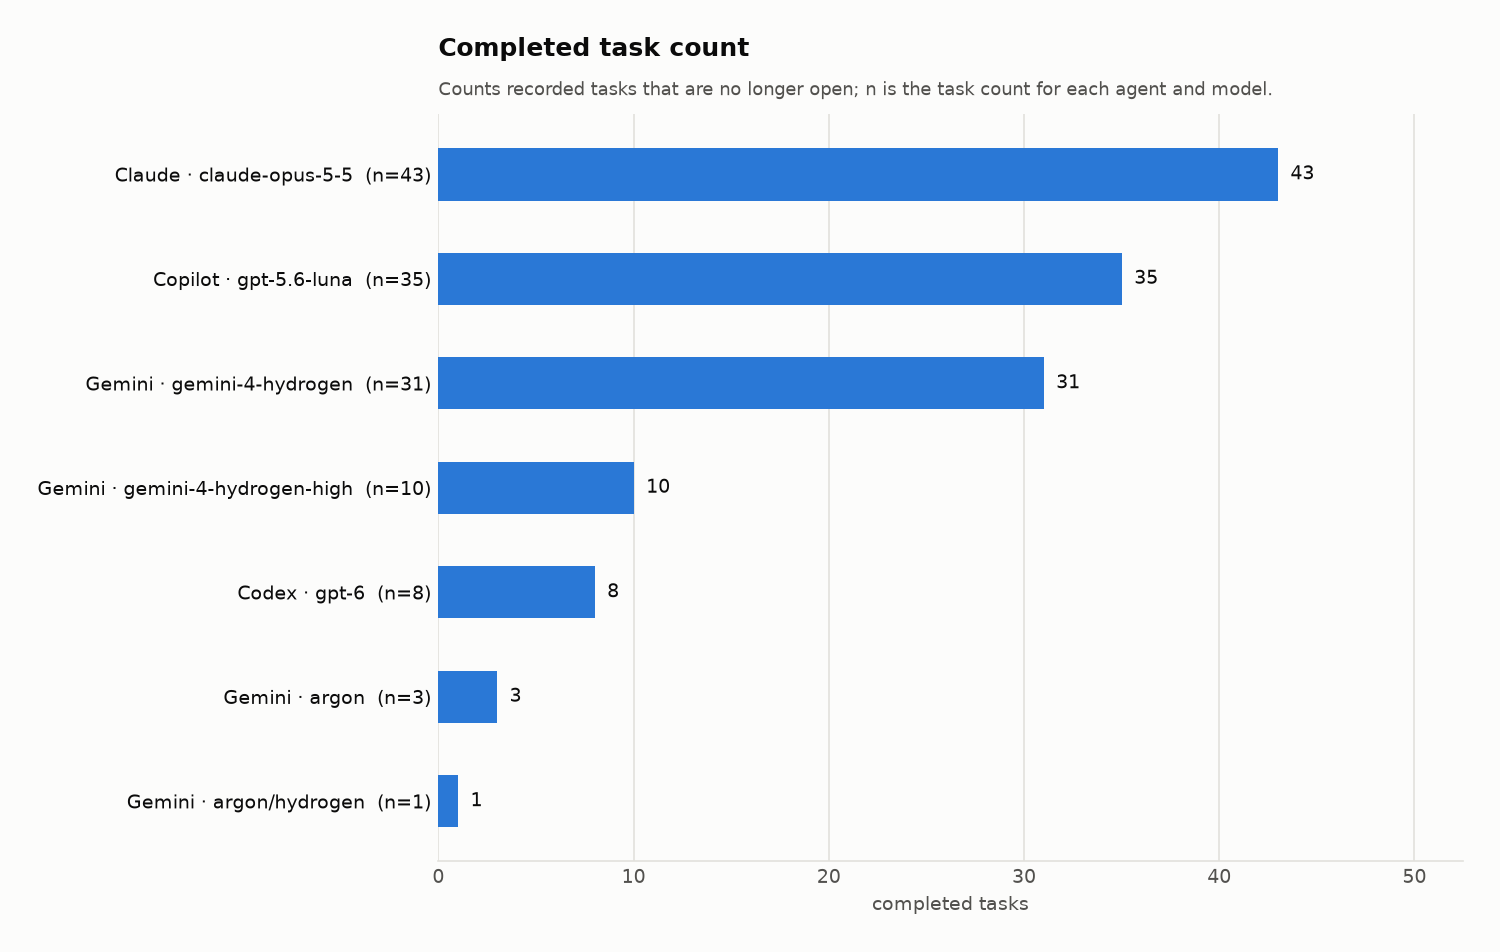 Completed task count
Counts recorded tasks that are no longer open; n is the task count for each agent and model.
Claude · claude-opus-5-5 (n=43)
43
Copilot · gpt-5.6-luna (n=35)
35
Gemini · gemini-4-hydrogen (n=31)
31
Gemini · gemini-4-hydrogen-high (n=10)
10
Codex · gpt-6 (n=8)
8
Gemini · argon (n=3)
3
Gemini · argon/hydrogen (n=1)
1
0 10 20 30 40 50
completed tasks